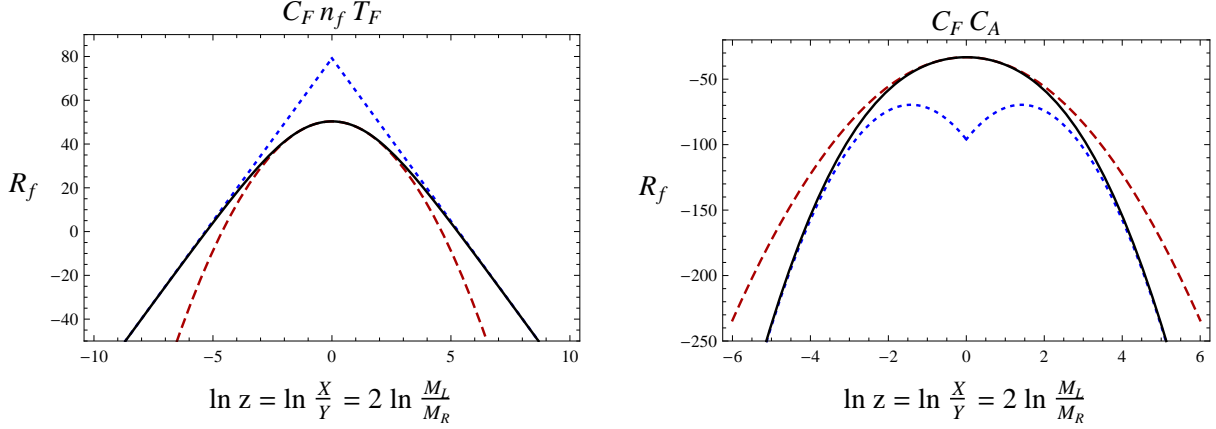 C_F n_f T_F
80
60
40
20
0
−20
−40
R_f
−10 −5 0 5 10
ln z = ln X/Y = 2 ln M_L/M_R
C_F C_A
−50
−100
−150
−200
−250
R_f
−6 −4 −2 0 2 4 6
ln z = ln X/Y = 2 ln M_L/M_R